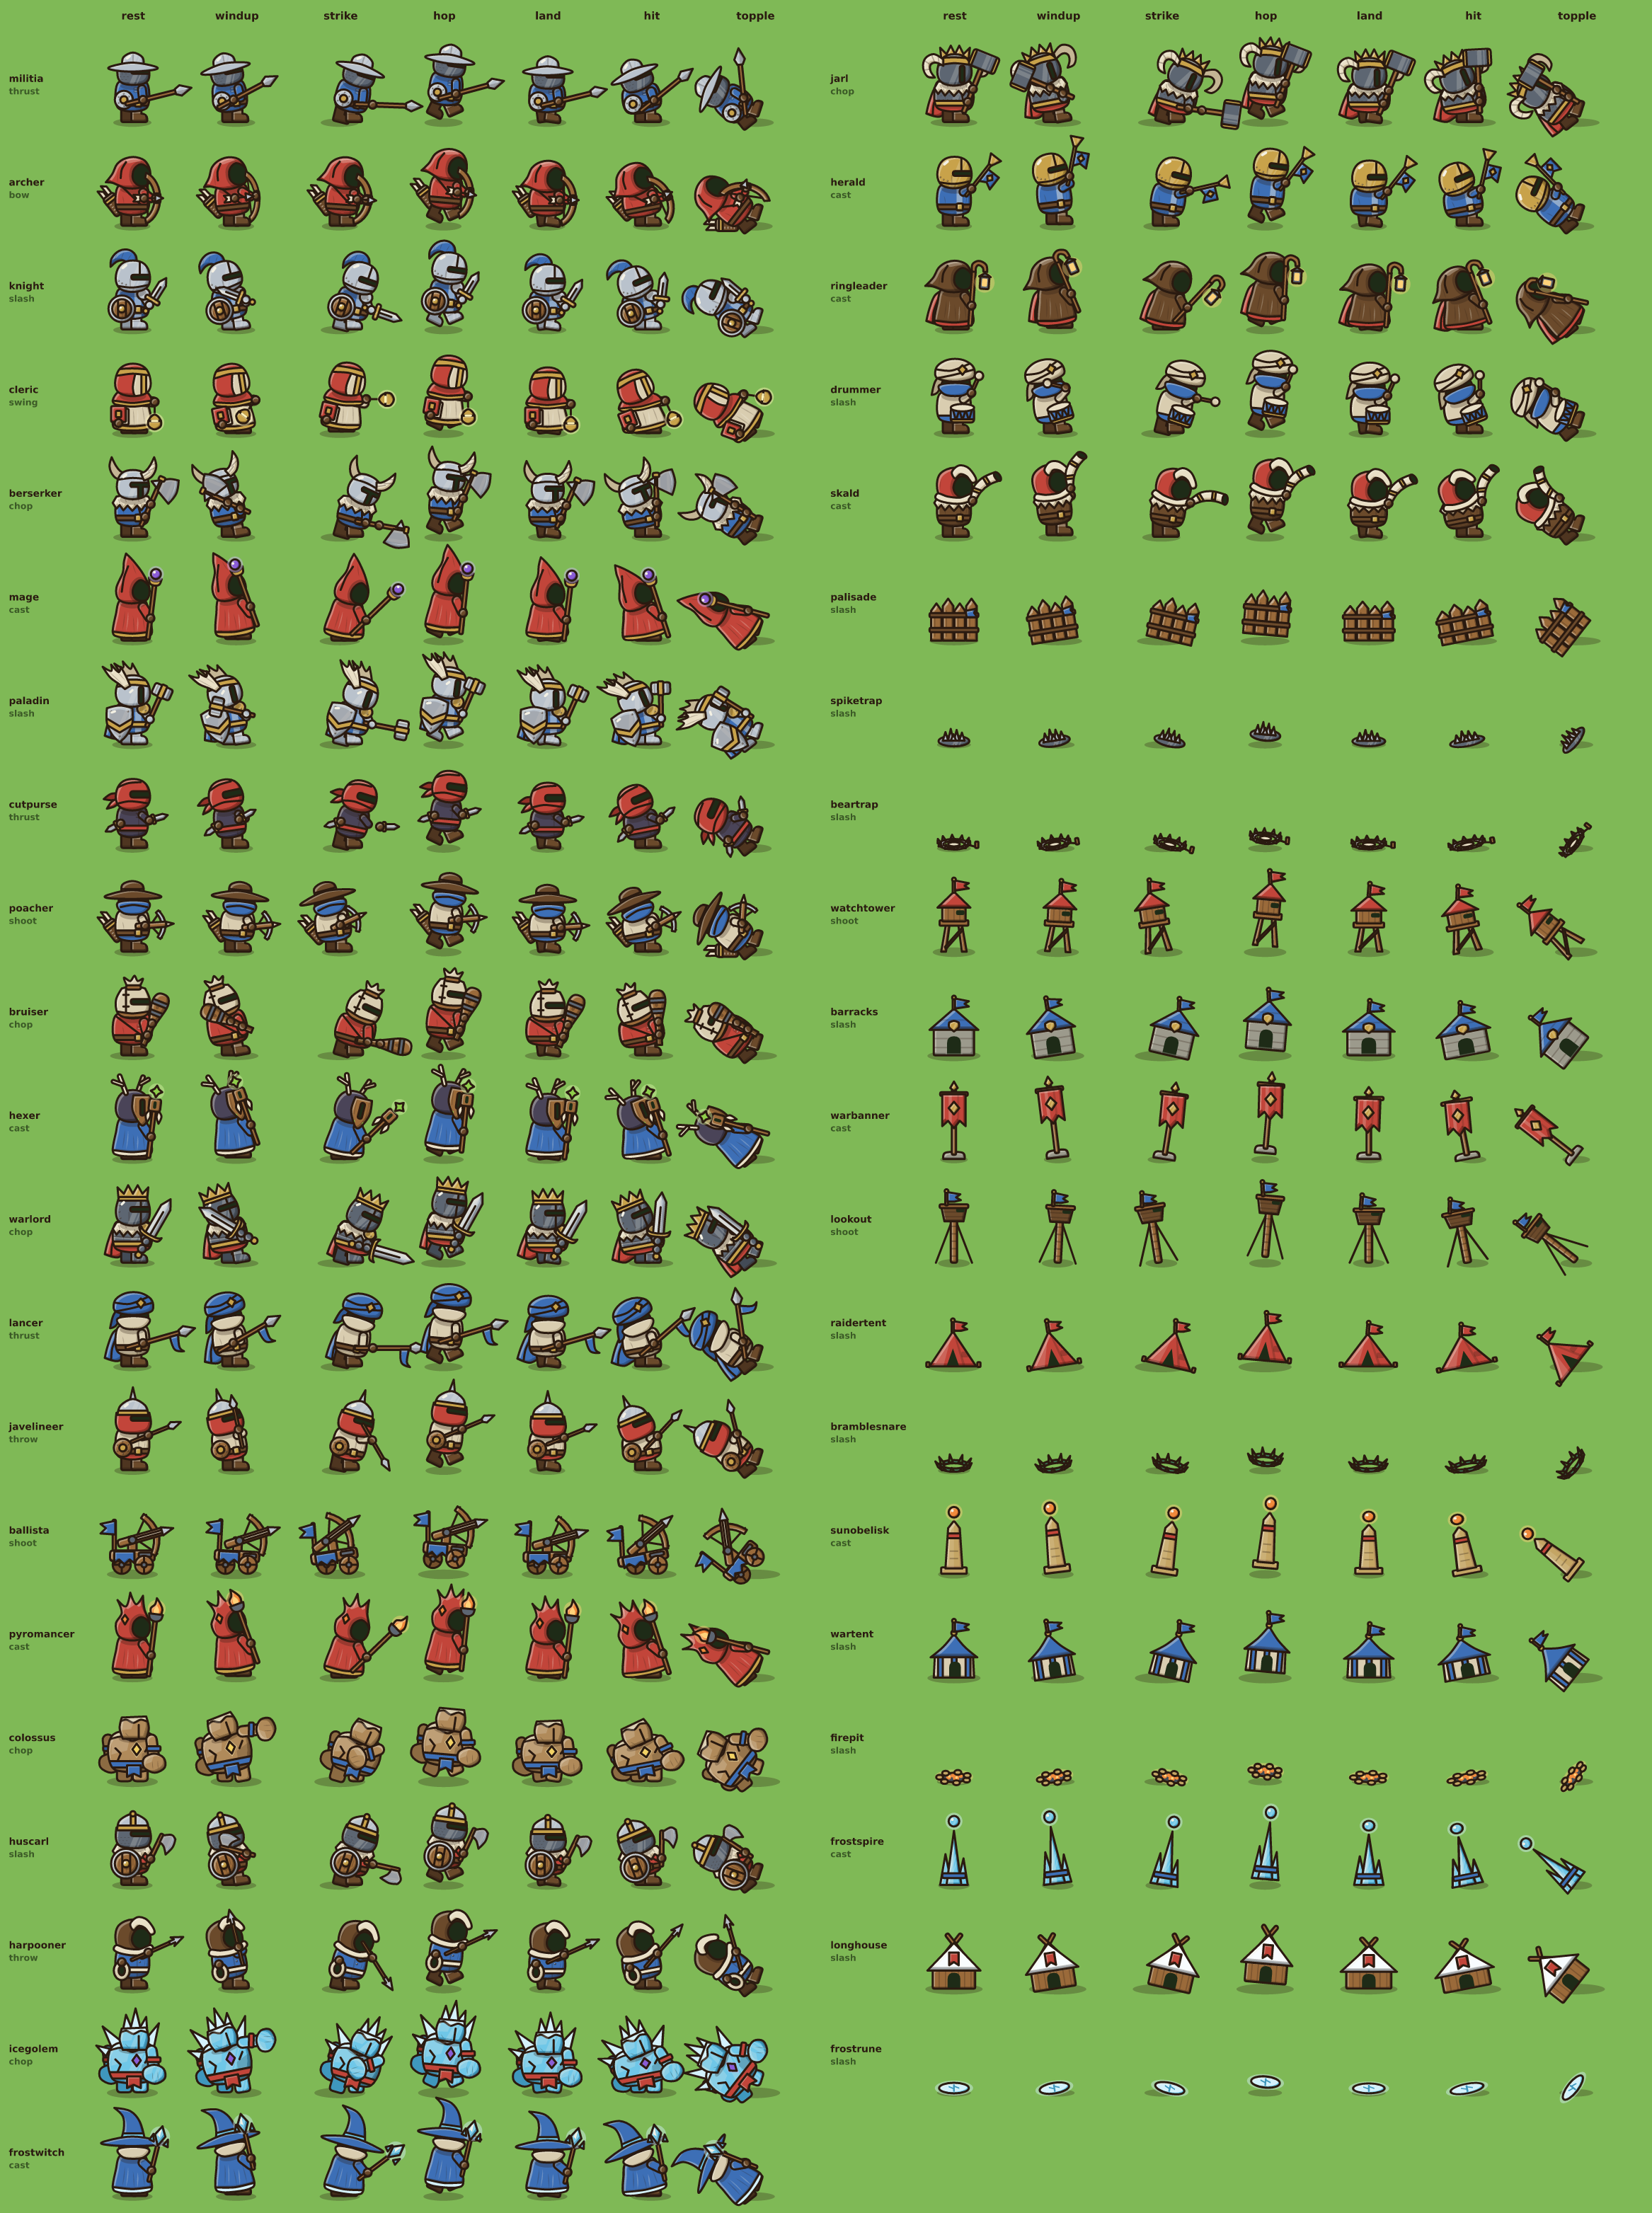 rest windup strike hop land hit topple
militia
thrust
archer
bow
knight
slash
cleric
swing
berserker
chop
mage
cast
paladin
slash
cutpurse
thrust
poacher
shoot
bruiser
chop
hexer
cast
warlord
chop
lancer
thrust
javelineer
throw
ballista
shoot
pyromancer
cast
colossus
chop
huscarl
slash
harpooner
throw
icegolem
chop
frostwitch
cast
rest windup strike hop land hit topple
jarl
chop
herald
cast
ringleader
cast
drummer
slash
skald
cast
palisade
slash
spiketrap
slash
beartrap
slash
watchtower
shoot
barracks
slash
warbanner
cast
lookout
shoot
raidertent
slash
bramblesnare
slash
sunobelisk
cast
wartent
slash
firepit
slash
frostspire
cast
longhouse
slash
frostrune
slash